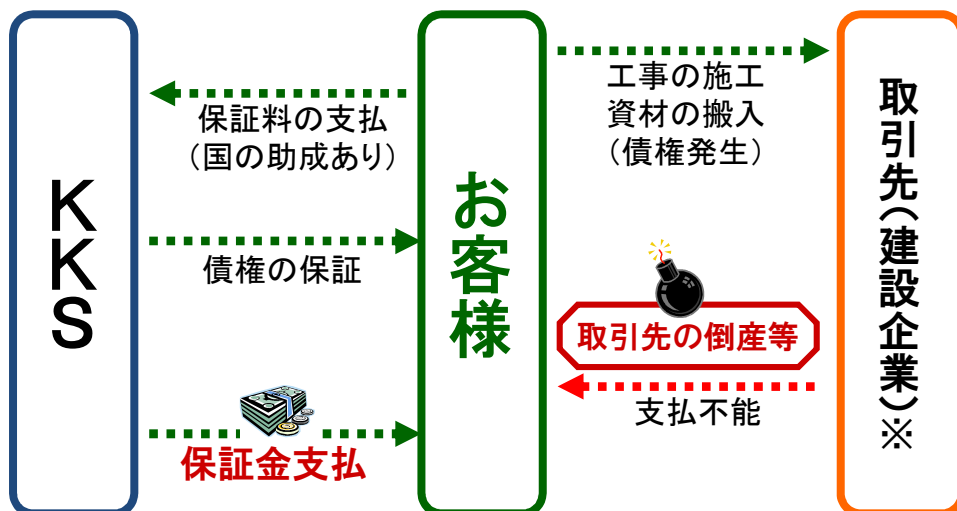 KKS
保証料の支払
（国の助成あり）
債権の保証
保証金支払
お客様
工事の施工
資材の搬入
（債権発生）
取引先の倒産等
支払不能
取引先（建設企業）※